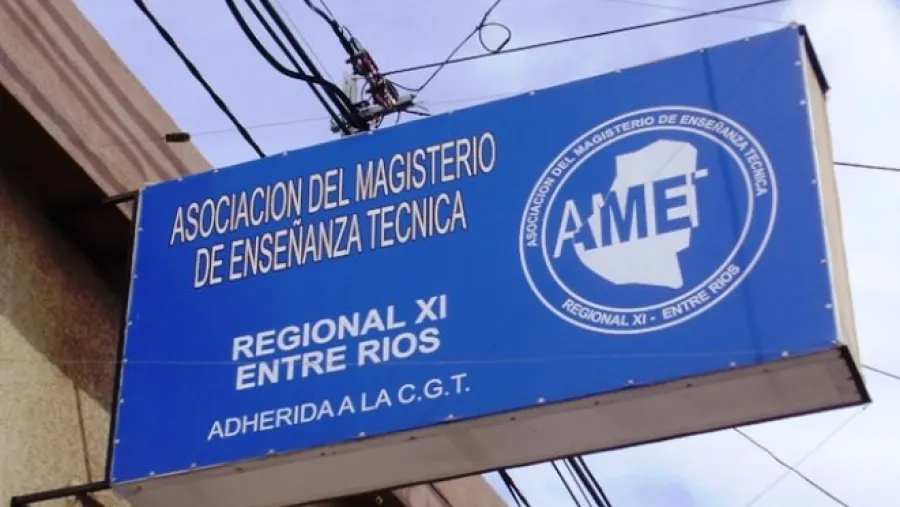 ASOCIACION DEL MAGISTERIO
DE ENSEÑANZA TECNICA
REGIONAL XI
ENTRE RIOS
ADHERIDA A LA C.G.T.
ASOCIACION DEL MAGISTERIO DE ENSEÑANZA TECNICA
AMET
REGIONAL XI - ENTRE RIOS